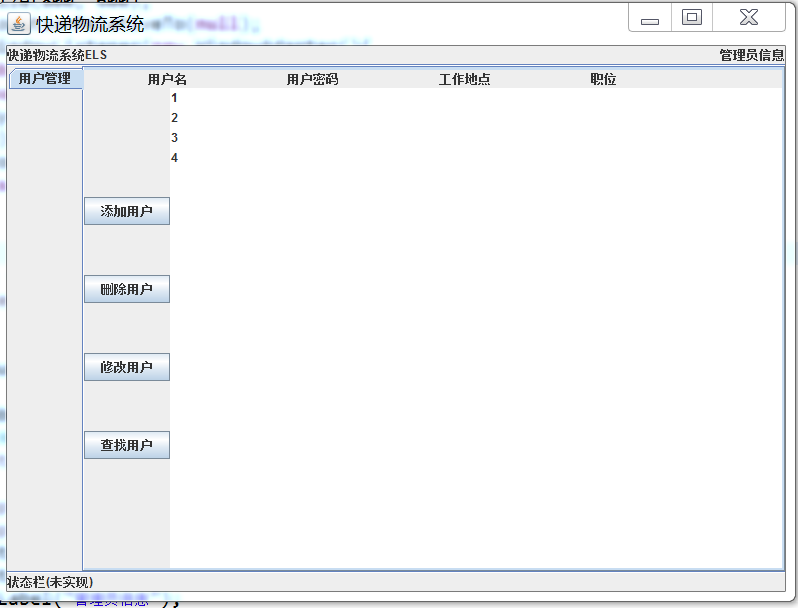 快递物流系统
快递物流系统ELS 管理员信息
用户管理 用户名 用户密码 工作地点 职位
1
2
3
4
添加用户
删除用户
修改用户
查找用户
状态栏(未实现)